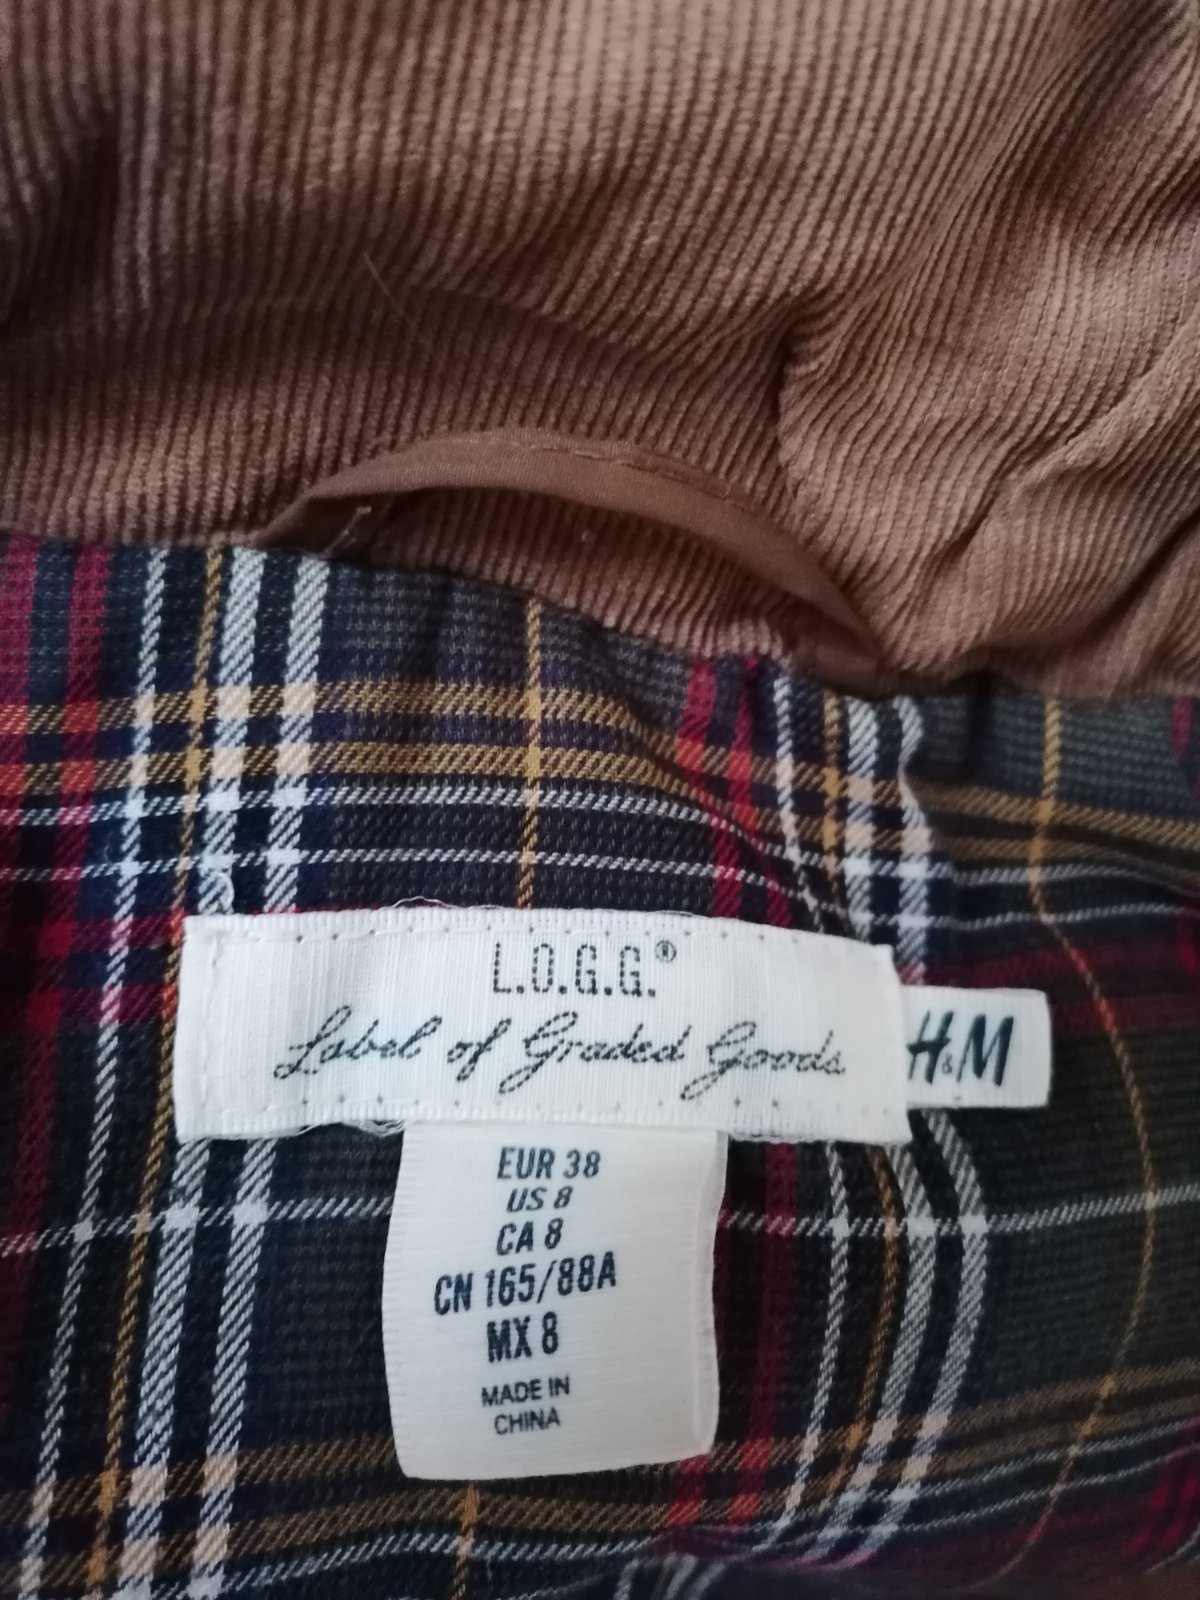 L.O.G.G.®
Label of Graded Goods
H&M
EUR 38
US 8
CA 8
CN 165/88A
MX 8
MADE IN
CHINA